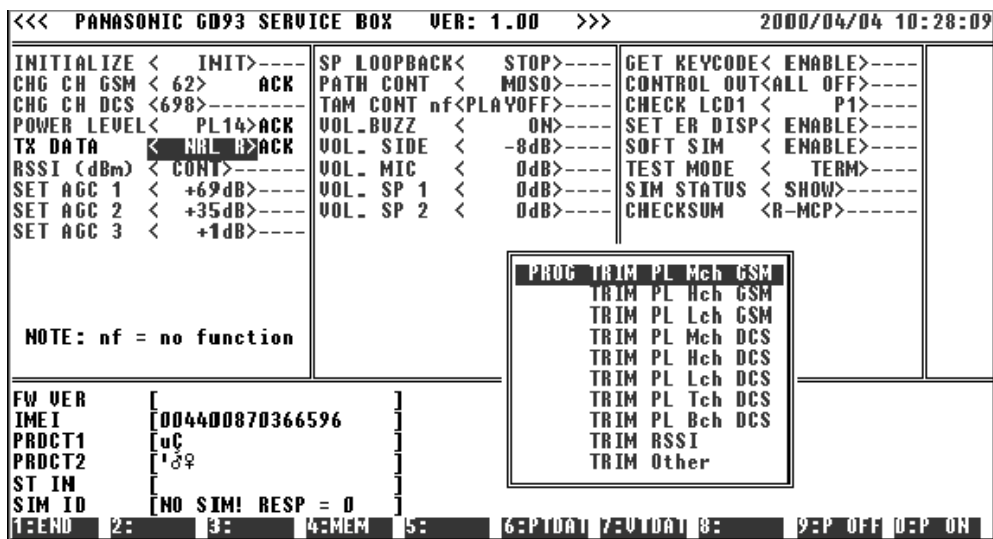 <<< PANASONIC GD93 SERVICE BOX VER: 1.00 >>> 2000/04/04 10:28:09
INITIALIZE < INIT>----
CHG CH GSM < 62> ACK
CHG CH DCS <698>---------
POWER LEVEL< PL14>ACK
TX DATA < NRL R>ACK
RSSI (dBm) < CONT>------
SET AGC 1 < +69dB>----
SET AGC 2 < +35dB>----
SET AGC 3 < +1dB>----
NOTE: nf = no function
SP LOOPBACK< STOP>----
PATH CONT < M0S0>----
TAM CONT nf<PLAYOFF>----
VOL.BUZZ < ON>----
VOL. SIDE < -8dB>----
VOL. MIC < 0dB>----
VOL. SP 1 < 0dB>----
VOL. SP 2 < 0dB>----
GET KEYCODE< ENABLE>----
CONTROL OUT<ALL OFF>----
CHECK LCD1 < P1>----
SET ER DISP< ENABLE>----
SOFT SIM < ENABLE>----
TEST MODE < TERM>----
SIM STATUS < SHOW>------
CHECKSUM <R-MCP>------
PROG TRIM PL Mch GSM
TRIM PL Hch GSM
TRIM PL Lch GSM
TRIM PL Mch DCS
TRIM PL Hch DCS
TRIM PL Lch DCS
TRIM PL Tch DCS
TRIM PL Bch DCS
TRIM RSSI
TRIM Other
FW VER [ ]
IMEI [004400870366596 ]
PRDCT1 [uÇ ]
PRDCT2 ['♂♀ ]
ST IN [ ]
SIM ID [NO SIM! RESP = 0 ]
1:END 2: 3: 4:MEM 5: 6:PTDAT 7:VTDAT 8: 9:P OFF 0:P ON